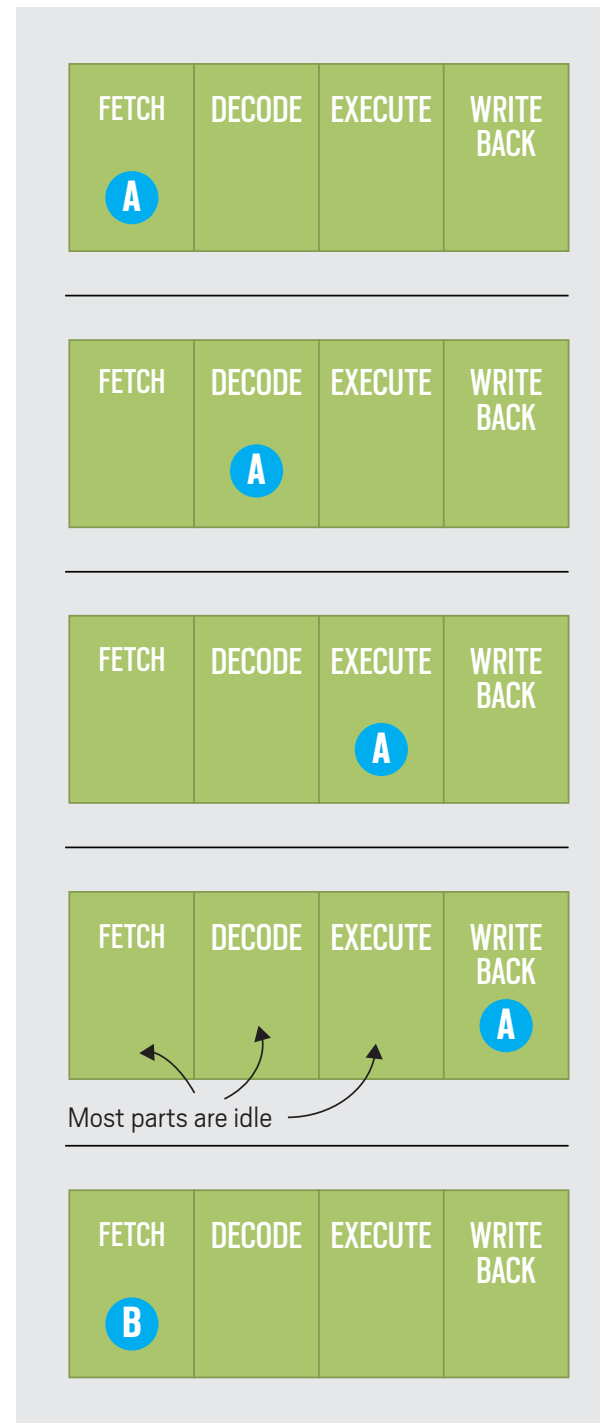 FETCH DECODE EXECUTE WRITE
BACK
A
FETCH DECODE EXECUTE WRITE
BACK
A
FETCH DECODE EXECUTE WRITE
BACK
A
FETCH DECODE EXECUTE WRITE
BACK
A
Most parts are idle
FETCH DECODE EXECUTE WRITE
BACK
B